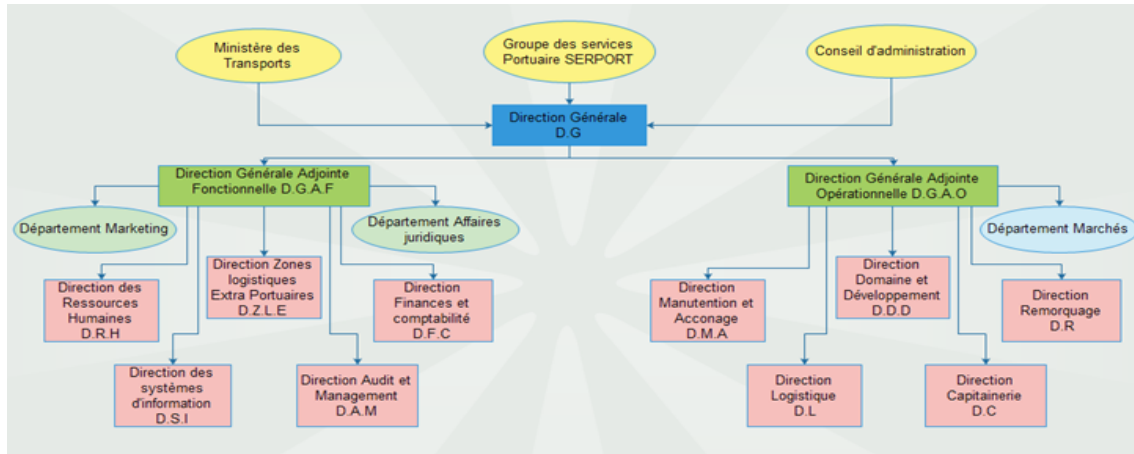 Ministère des
Transports
Groupe des services
Portuaire SERPORT
Conseil d'administration
Direction Générale
D.G
Direction Générale Adjointe
Fonctionnelle D.G.A.F
Direction Générale Adjointe
Opérationnelle D.G.A.O
Département Marketing
Département Affaires
juridiques
Département Marchés
Direction des
Ressources
Humaines
D.R.H
Direction Zones
logistiques
Extra Portuaires
D.Z.L.E
Direction
Finances et
comptabilité
D.F.C
Direction
Manutention et
Acconage
D.M.A
Direction
Domaine et
Développement
D.D.D
Direction
Remorquage
D.R
Direction des
systèmes
d'information
D.S.I
Direction Audit et
Management
D.A.M
Direction
Logistique
D.L
Direction
Capitainerie
D.C